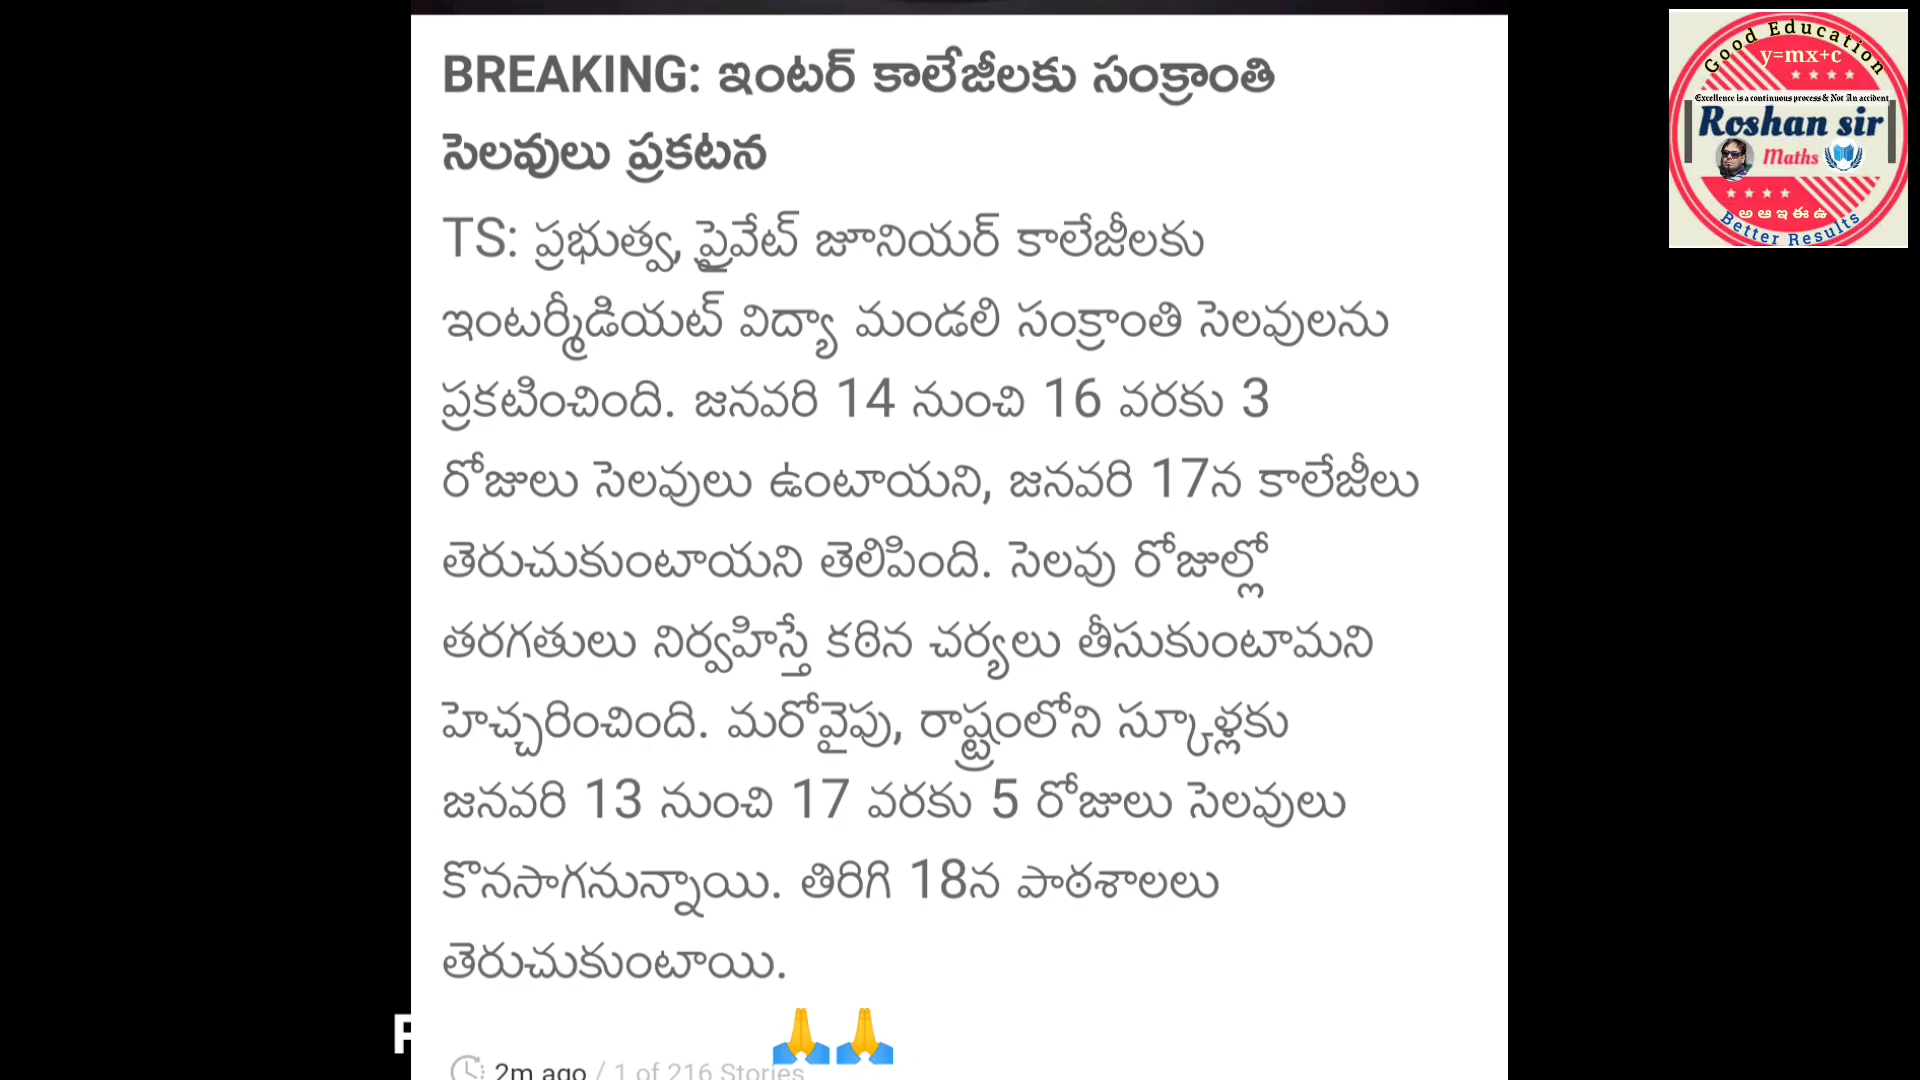 BREAKING: ఇంటర్ కాలేజీలకు సంక్రాంతి
సెలవులు ప్రకటన
TS: ప్రభుత్వ, ప్రైవేట్ జూనియర్ కాలేజీలకు
ఇంటర్మీడియట్ విద్యా మండలి సంక్రాంతి సెలవులను
ప్రకటించింది. జనవరి 14 నుంచి 16 వరకు 3
రోజులు సెలవులు ఉంటాయని, జనవరి 17న కాలేజీలు
తెరుచుకుంటాయని తెలిపింది. సెలవు రోజుల్లో
తరగతులు నిర్వహిస్తే కఠిన చర్యలు తీసుకుంటామని
హెచ్చరించింది. మరోవైపు, రాష్ట్రంలోని స్కూళ్లకు
జనవరి 13 నుంచి 17 వరకు 5 రోజులు సెలవులు
కొనసాగనున్నాయి. తిరిగి 18న పాఠశాలలు
తెరుచుకుంటాయి.
🙏🙏
2m ago / 1 of 216 Stories
Good Education
y=mx+c
Excellence is a continuous process & Not An accident
Roshan sir
Maths
అ ఆ ఇ ఈ ఉ
Better Results